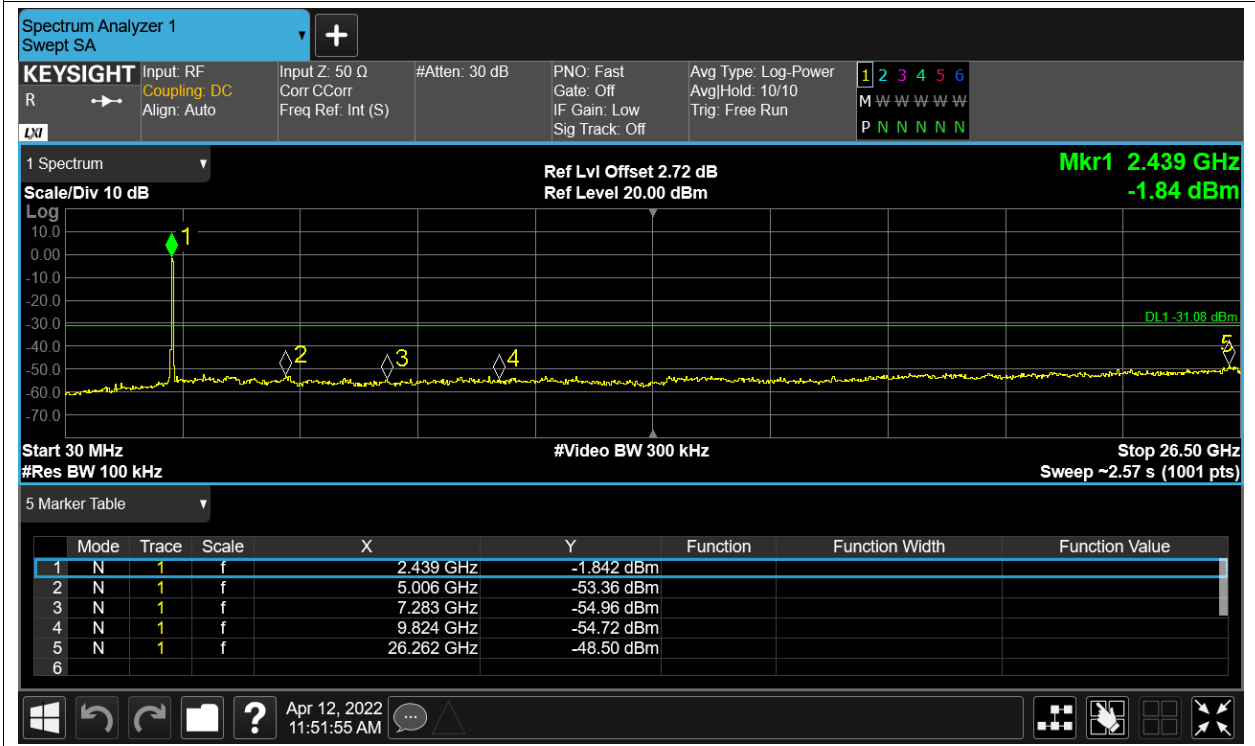 Spectrum Analyzer 1
Swept SA
KEYSIGHT Input: RF Input Z: 50 Ω #Atten: 30 dB PNO: Fast Avg Type: Log-Power 1 2 3 4 5 6
R Coupling: DC Corr CCorr Gate: Off Avg|Hold: 10/10 M W W W W W
Align: Auto Freq Ref: Int (S) IF Gain: Low Trig: Free Run
LXI Sig Track: Off P N N N N N
1 Spectrum Ref Lvl Offset 2.72 dB Mkr1 2.439 GHz
Scale/Div 10 dB Ref Level 20.00 dBm -1.84 dBm
Log
10.0
0.00
-10.0
-20.0
-30.0
-40.0
-50.0
-60.0
-70.0
1
DL1 -31.08 dBm
2 3 4 5
Start 30 MHz #Video BW 300 kHz Stop 26.50 GHz
#Res BW 100 kHz Sweep ~2.57 s (1001 pts)
5 Marker Table
Mode Trace Scale X Y Function Function Width Function Value
1 N 1 f 2.439 GHz -1.842 dBm
2 N 1 f 5.006 GHz -53.36 dBm
3 N 1 f 7.283 GHz -54.96 dBm
4 N 1 f 9.824 GHz -54.72 dBm
5 N 1 f 26.262 GHz -48.50 dBm
6
? Apr 12, 2022
11:51:55 AM